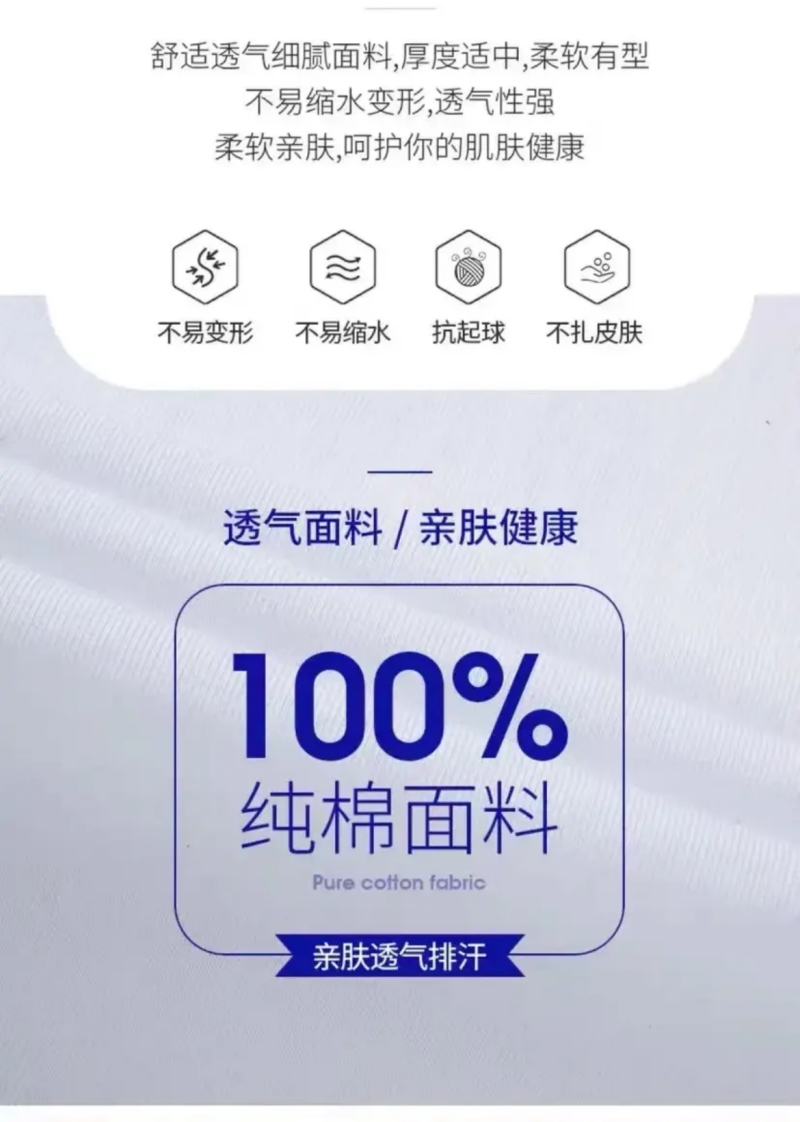 舒适透气细腻面料,厚度适中,柔软有型
不易缩水变形,透气性强
柔软亲肤,呵护你的肌肤健康
不易变形
不易缩水
抗起球
不扎皮肤
透气面料 / 亲肤健康
100%
纯棉面料
Pure cotton fabric
亲肤透气排汗